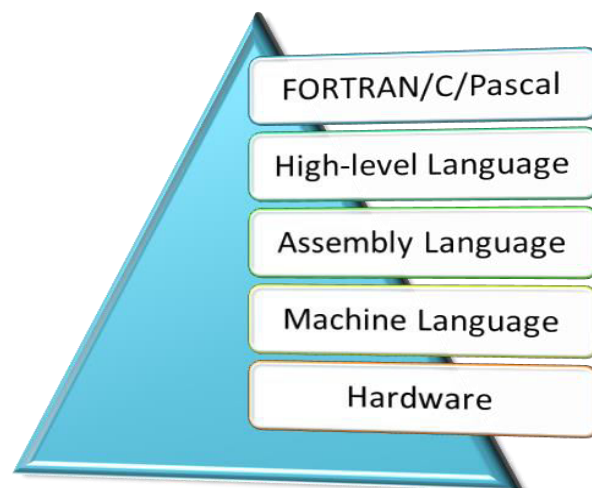 FORTRAN/C/Pascal
High-level Language
Assembly Language
Machine Language
Hardware